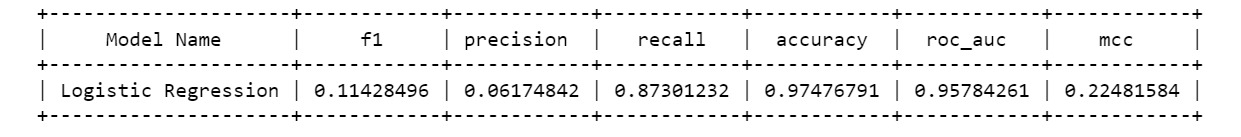 Model Name | f1 | precision | recall | accuracy | roc_auc | mcc
Logistic Regression | 0.11428496 | 0.06174842 | 0.87301232 | 0.97476791 | 0.95784261 | 0.22481584